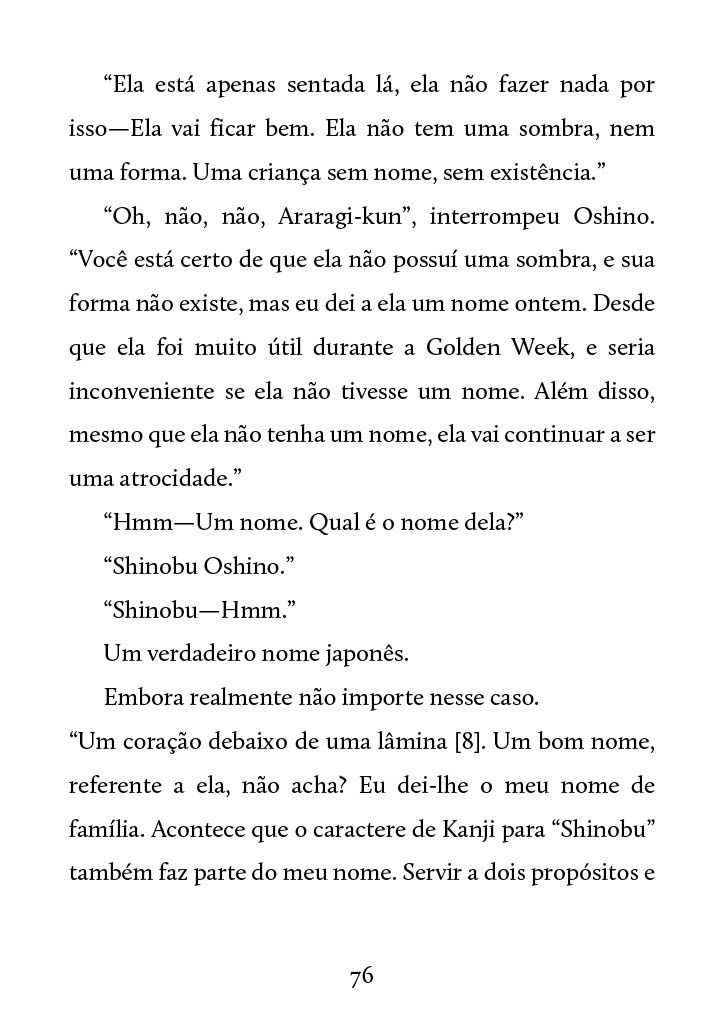 “Ela está apenas sentada lá, ela não fazer nada por
isso—Ela vai ficar bem. Ela não tem uma sombra, nem
uma forma. Uma criança sem nome, sem existência.”
“Oh, não, não, Araragi-kun”, interrompeu Oshino.
“Você está certo de que ela não possuí uma sombra, e sua
forma não existe, mas eu dei a ela um nome ontem. Desde
que ela foi muito útil durante a Golden Week, e seria
inconveniente se ela não tivesse um nome. Além disso,
mesmo que ela não tenha um nome, ela vai continuar a ser
uma atrocidade.”
“Hmm—Um nome. Qual é o nome dela?”
“Shinobu Oshino.”
“Shinobu—Hmm.”
Um verdadeiro nome japonês.
Embora realmente não importe nesse caso.
“Um coração debaixo de uma lâmina [8]. Um bom nome,
referente a ela, não acha? Eu dei-lhe o meu nome de
família. Acontece que o caractere de Kanji para “Shinobu”
também faz parte do meu nome. Servir a dois propósitos e
76